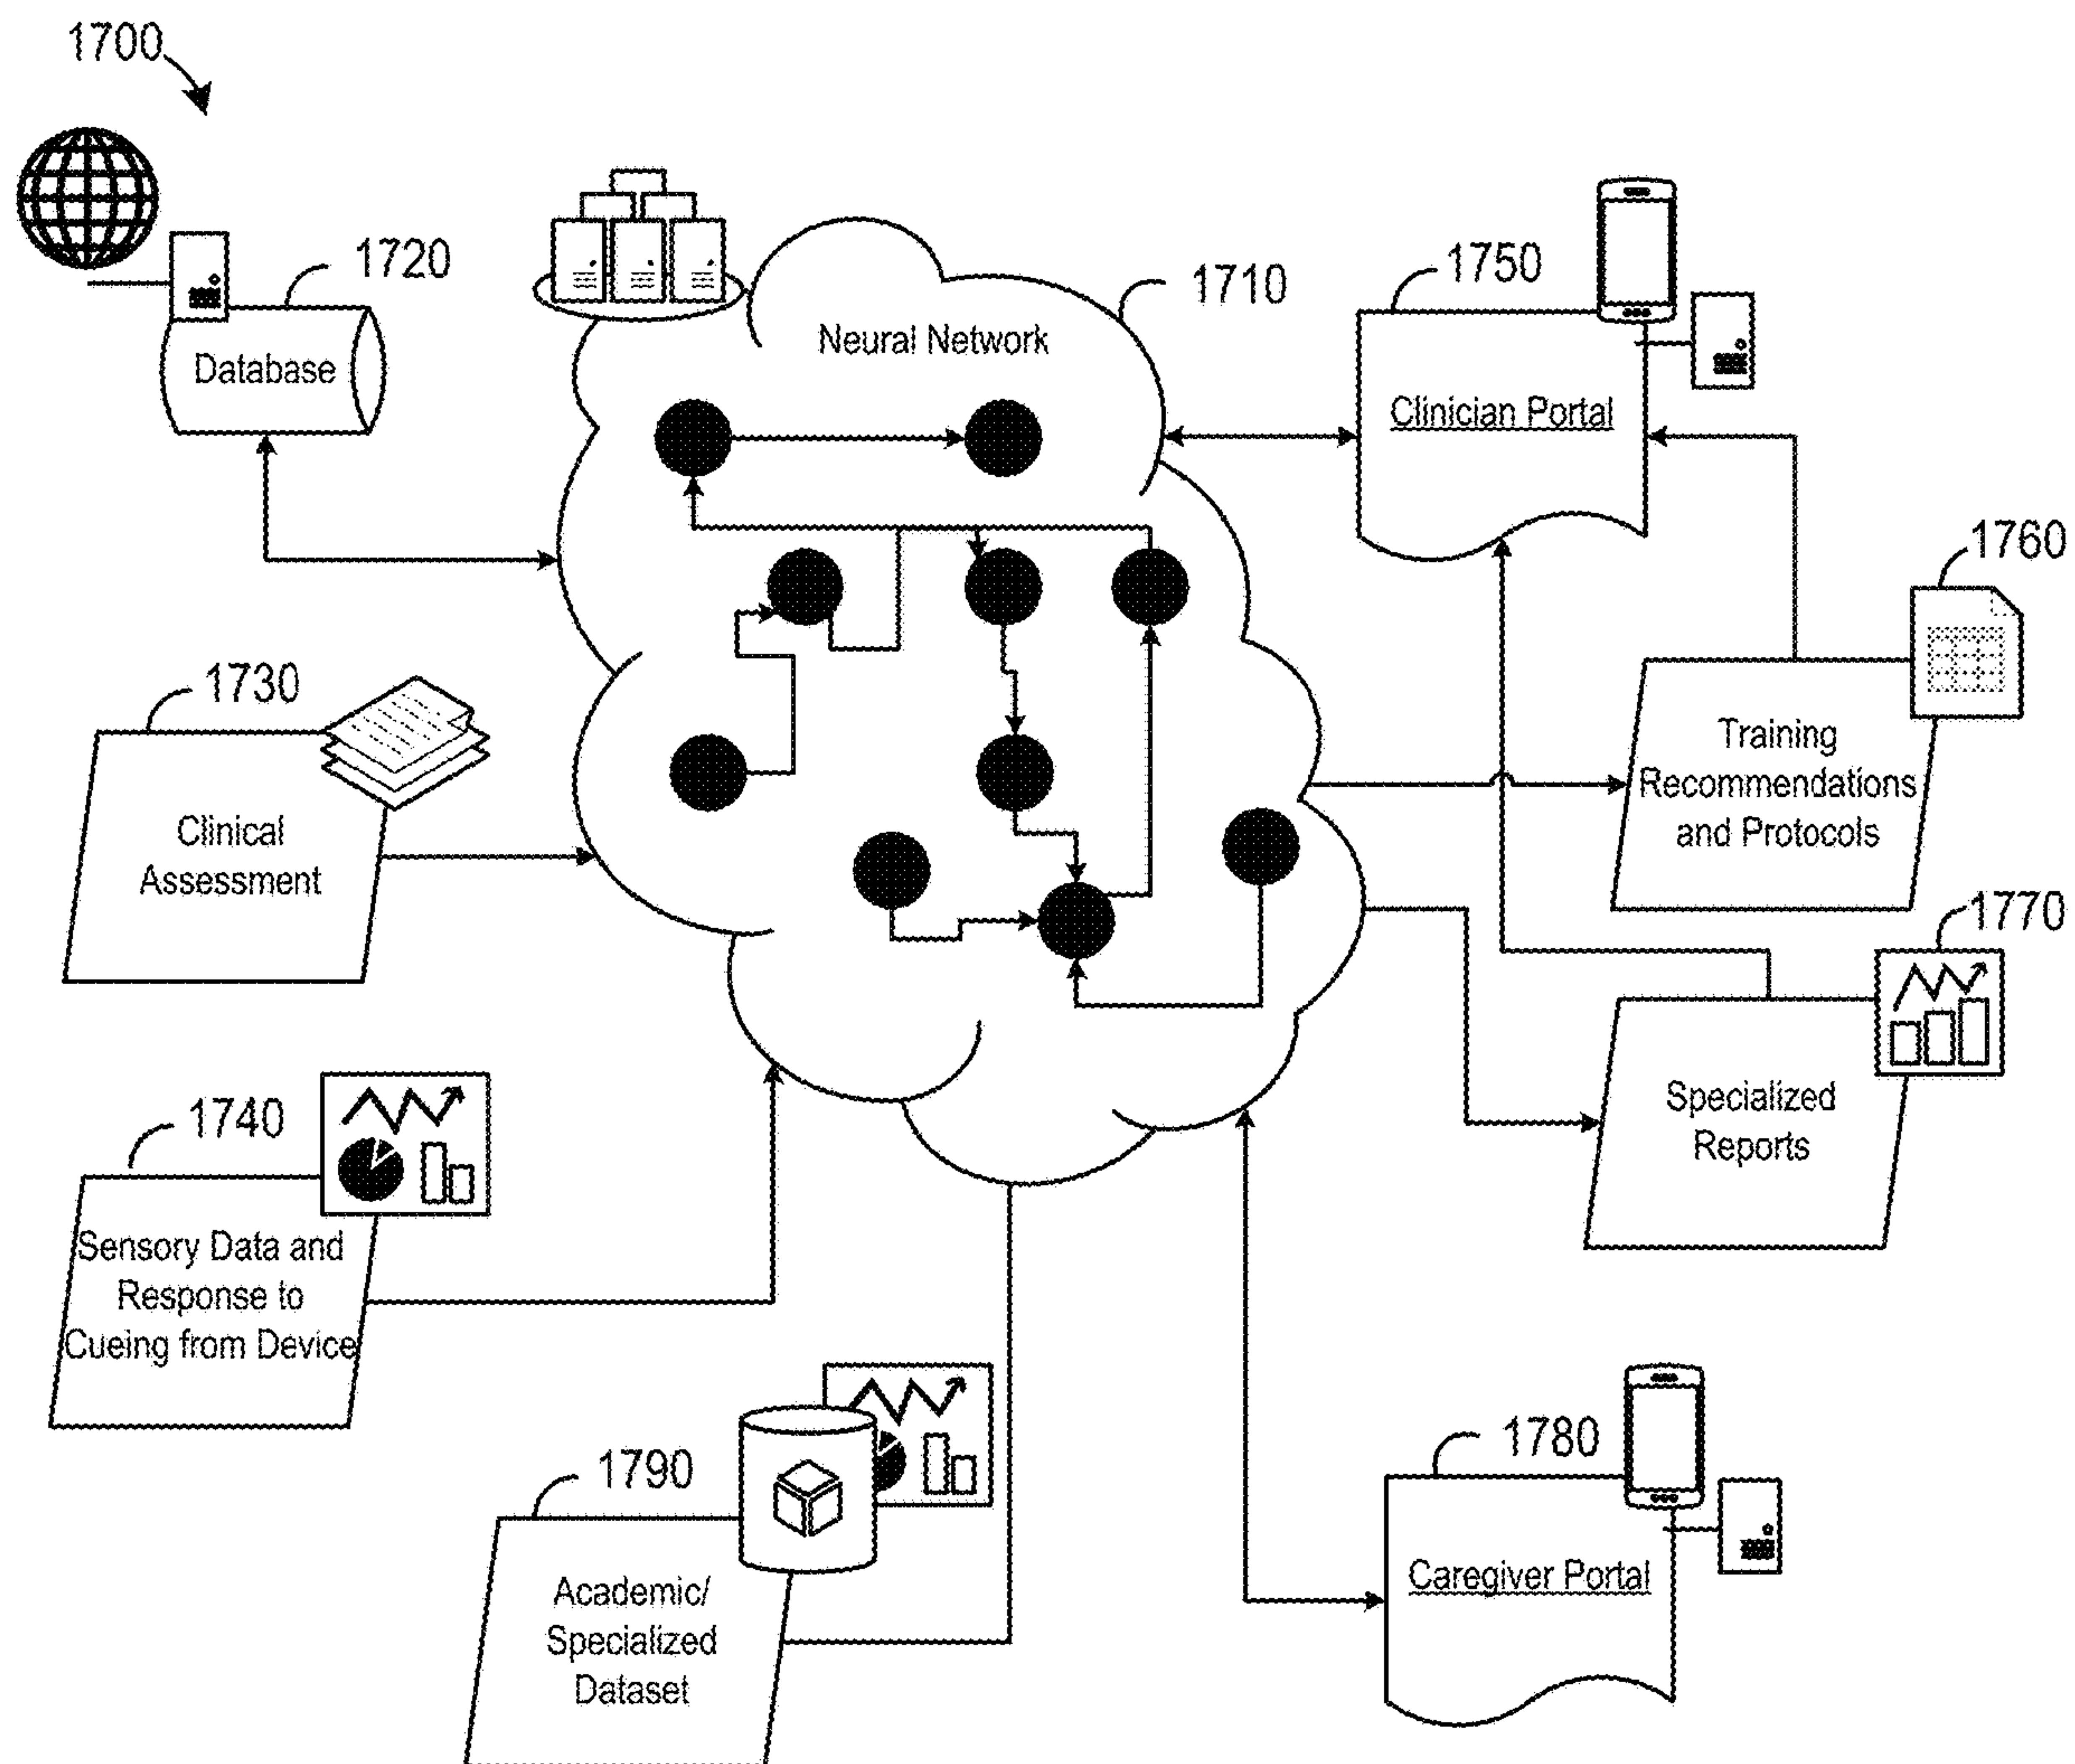 1700
1720
Database
1710
Neural Network
1750
Clinician Portal
1760
Training
Recommendations
and Protocols
1730
Clinical
Assessment
1770
Specialized
Reports
1740
Sensory Data and
Response to
Cueing from Device
1790
Academic/
Specialized
Dataset
1780
Caregiver Portal